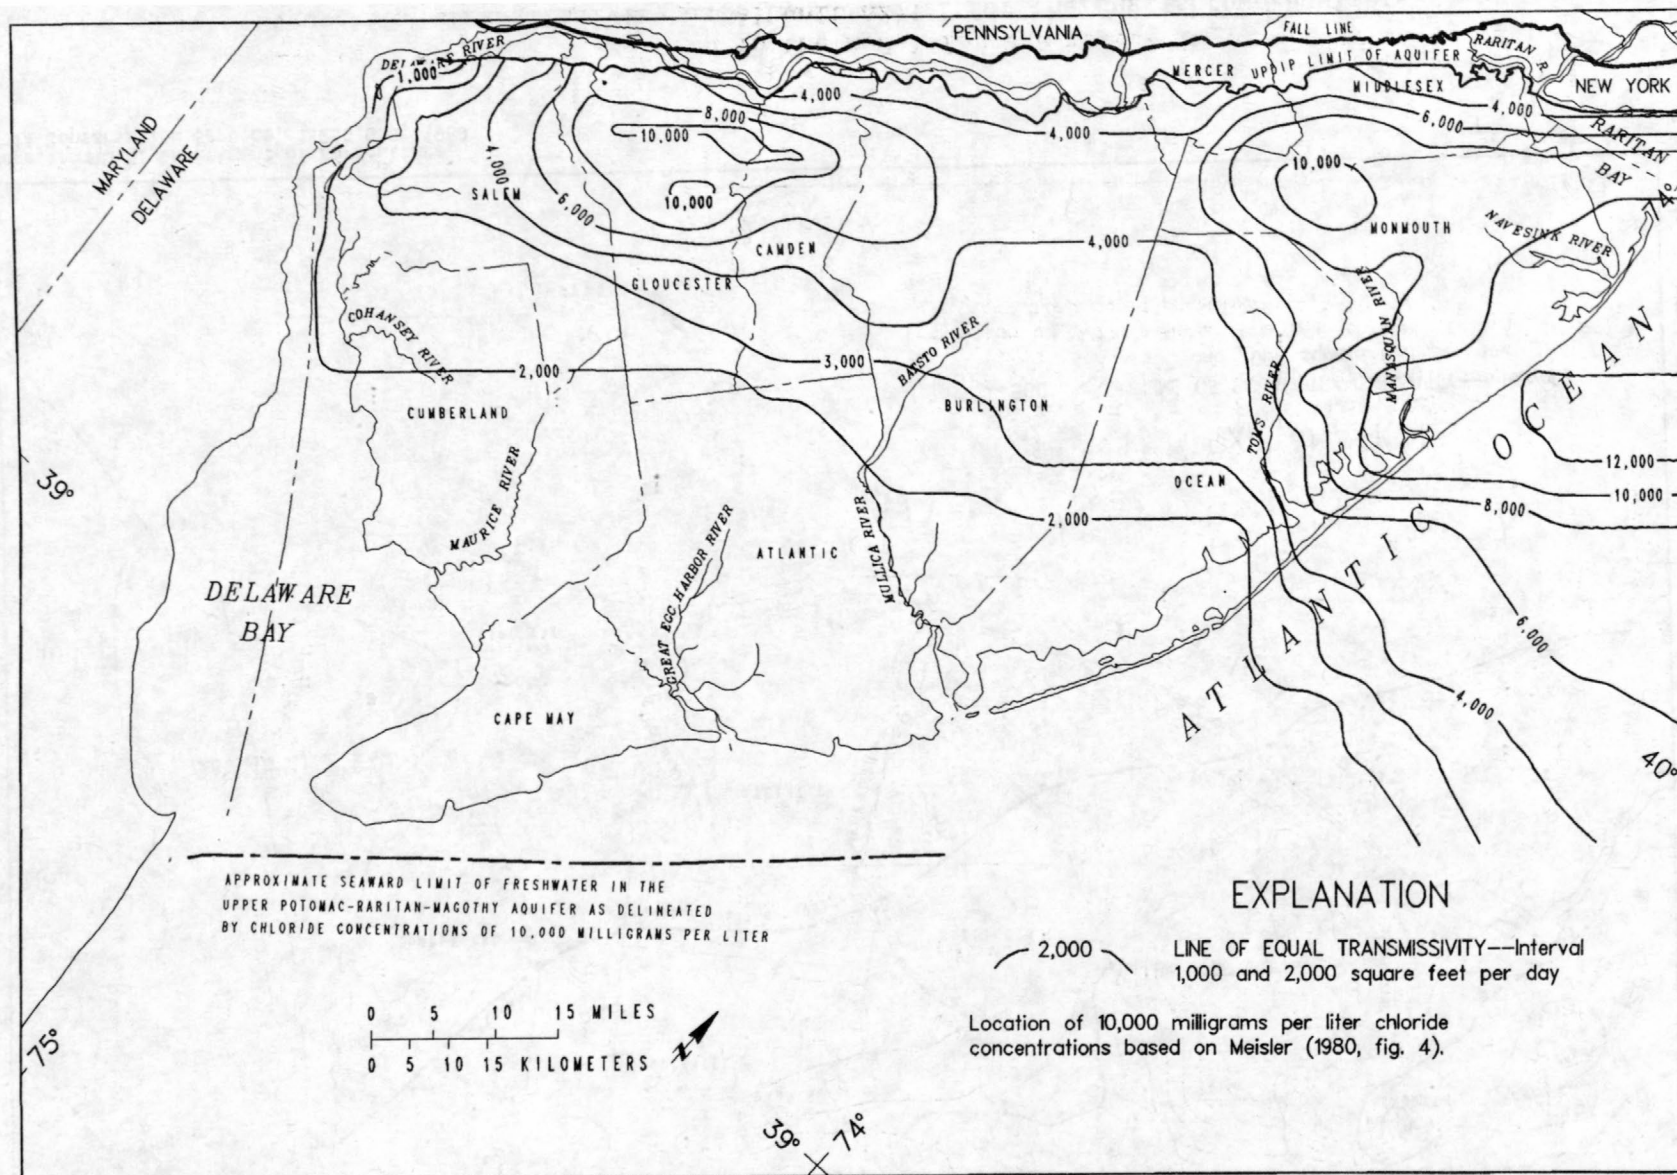 PENNSYLVANIA
FALL LINE
DELAWARE RIVER
RARITAN R.
MERCER
UPDIP LIMIT OF AQUIFER
MIDDLESEX
NEW YORK
1,000
4,000
8,000
4,000
4,000
6,000
10,000
10,000
RARITAN
BAY
MARYLAND
DELAWARE
4,000
SALEM
6,000
10,000
74°
MONMOUTH
NAVESINK RIVER
CAMDEN
4,000
GLOUCESTER
MANASQUAN RIVER
COHANSEY RIVER
BATSTO RIVER
2,000
3,000
TOMS RIVER
CUMBERLAND
BURLINGTON
39°
12,000
OCEAN
10,000
8,000
MAURICE RIVER
2,000
GREAT EGG HARBOR RIVER
MULLICA RIVER
ATLANTIC
ATLANTIC OCEAN
DELAWARE
BAY
6,000
4,000
CAPE MAY
40°
APPROXIMATE SEAWARD LIMIT OF FRESHWATER IN THE
UPPER POTOMAC-RARITAN-MAGOTHY AQUIFER AS DELINEATED
BY CHLORIDE CONCENTRATIONS OF 10,000 MILLIGRAMS PER LITER
EXPLANATION
2,000
LINE OF EQUAL TRANSMISSIVITY--Interval
1,000 and 2,000 square feet per day
Location of 10,000 milligrams per liter chloride
concentrations based on Meisler (1980, fig. 4).
0 5 10 15 MILES
0 5 10 15 KILOMETERS
N
75°
39° 74°